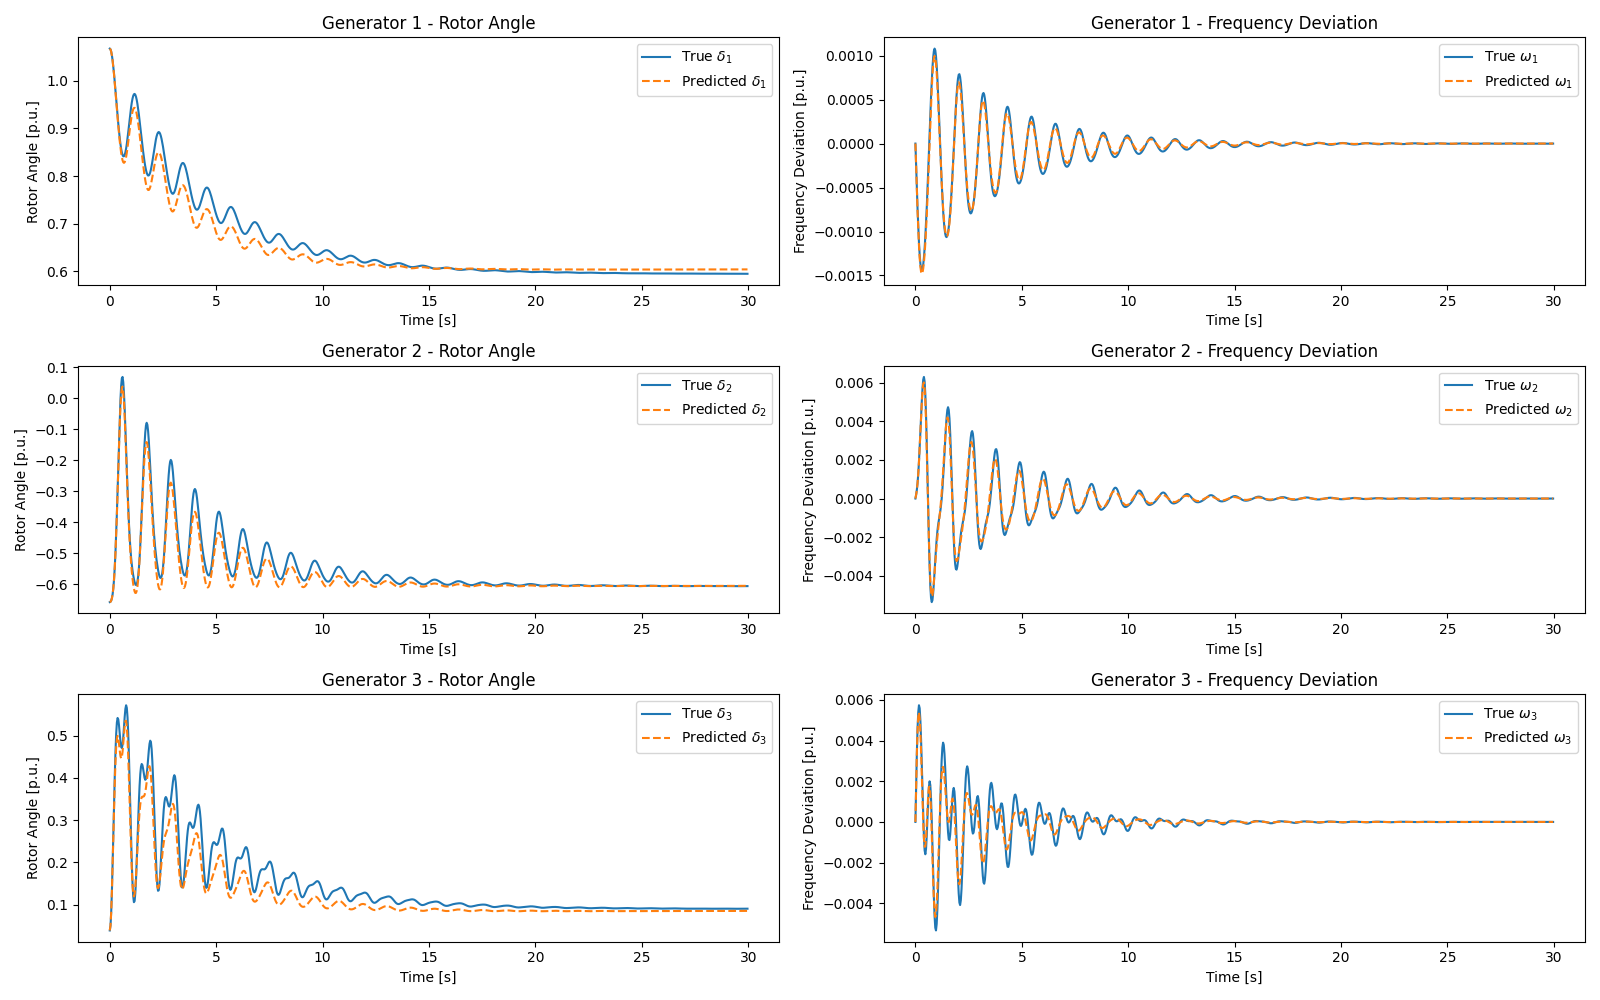 Generator 1 - Rotor Angle
Rotor Angle [p.u.]
1.0
0.9
0.8
0.7
0.6
True δ1
Predicted δ1
0 5 10 15 20 25 30
Time [s]
Generator 1 - Frequency Deviation
Frequency Deviation [p.u.]
0.0010
0.0005
0.0000
−0.0005
−0.0010
−0.0015
True ω1
Predicted ω1
0 5 10 15 20 25 30
Time [s]
Generator 2 - Rotor Angle
Rotor Angle [p.u.]
0.1
0.0
−0.1
−0.2
−0.3
−0.4
−0.5
−0.6
True δ2
Predicted δ2
0 5 10 15 20 25 30
Time [s]
Generator 2 - Frequency Deviation
Frequency Deviation [p.u.]
0.006
0.004
0.002
0.000
−0.002
−0.004
True ω2
Predicted ω2
0 5 10 15 20 25 30
Time [s]
Generator 3 - Rotor Angle
Rotor Angle [p.u.]
0.5
0.4
0.3
0.2
0.1
True δ3
Predicted δ3
0 5 10 15 20 25 30
Time [s]
Generator 3 - Frequency Deviation
Frequency Deviation [p.u.]
0.006
0.004
0.002
0.000
−0.002
−0.004
True ω3
Predicted ω3
0 5 10 15 20 25 30
Time [s]